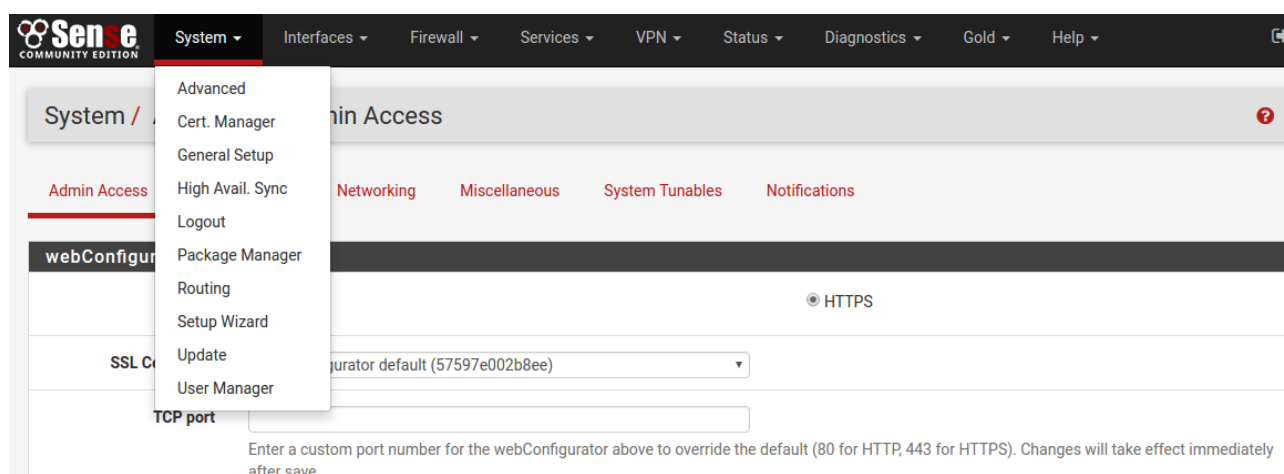 Sense System Interfaces Firewall Services VPN Status Diagnostics Gold Help
COMMUNITY EDITION
Advanced
System / Access
Cert. Manager
General Setup
Admin Access High Avail. Sync Networking Miscellaneous System Tunables Notifications
Logout
webConfigur Package Manager
Routing
HTTPS
Setup Wizard
SSL Update default (57597e002b8ee)
User Manager
TCP port
Enter a custom port number for the webConfigurator above to override the default (80 for HTTP, 443 for HTTPS). Changes will take effect immediately
after save.